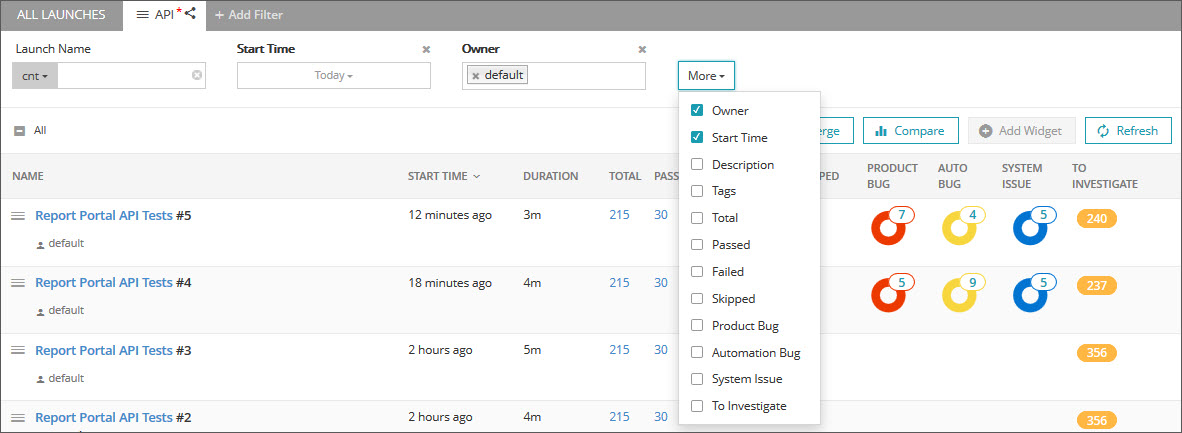 ALL LAUNCHES API * + Add Filter
Launch Name Start Time Owner
cnt Today default More
Owner
Start Time
Description
Tags
Total
Passed
Failed
Skipped
Product Bug
Automation Bug
System Issue
To Investigate
All erge Compare Add Widget Refresh
NAME START TIME DURATION TOTAL PASS PED PRODUCT BUG AUTO BUG SYSTEM ISSUE TO INVESTIGATE
Report Portal API Tests #5 12 minutes ago 3m 215 30 7 4 5 240
default
Report Portal API Tests #4 18 minutes ago 4m 215 30 5 9 5 237
default
Report Portal API Tests #3 2 hours ago 5m 215 30 356
default
Report Portal API Tests #2 2 hours ago 4m 215 30 356